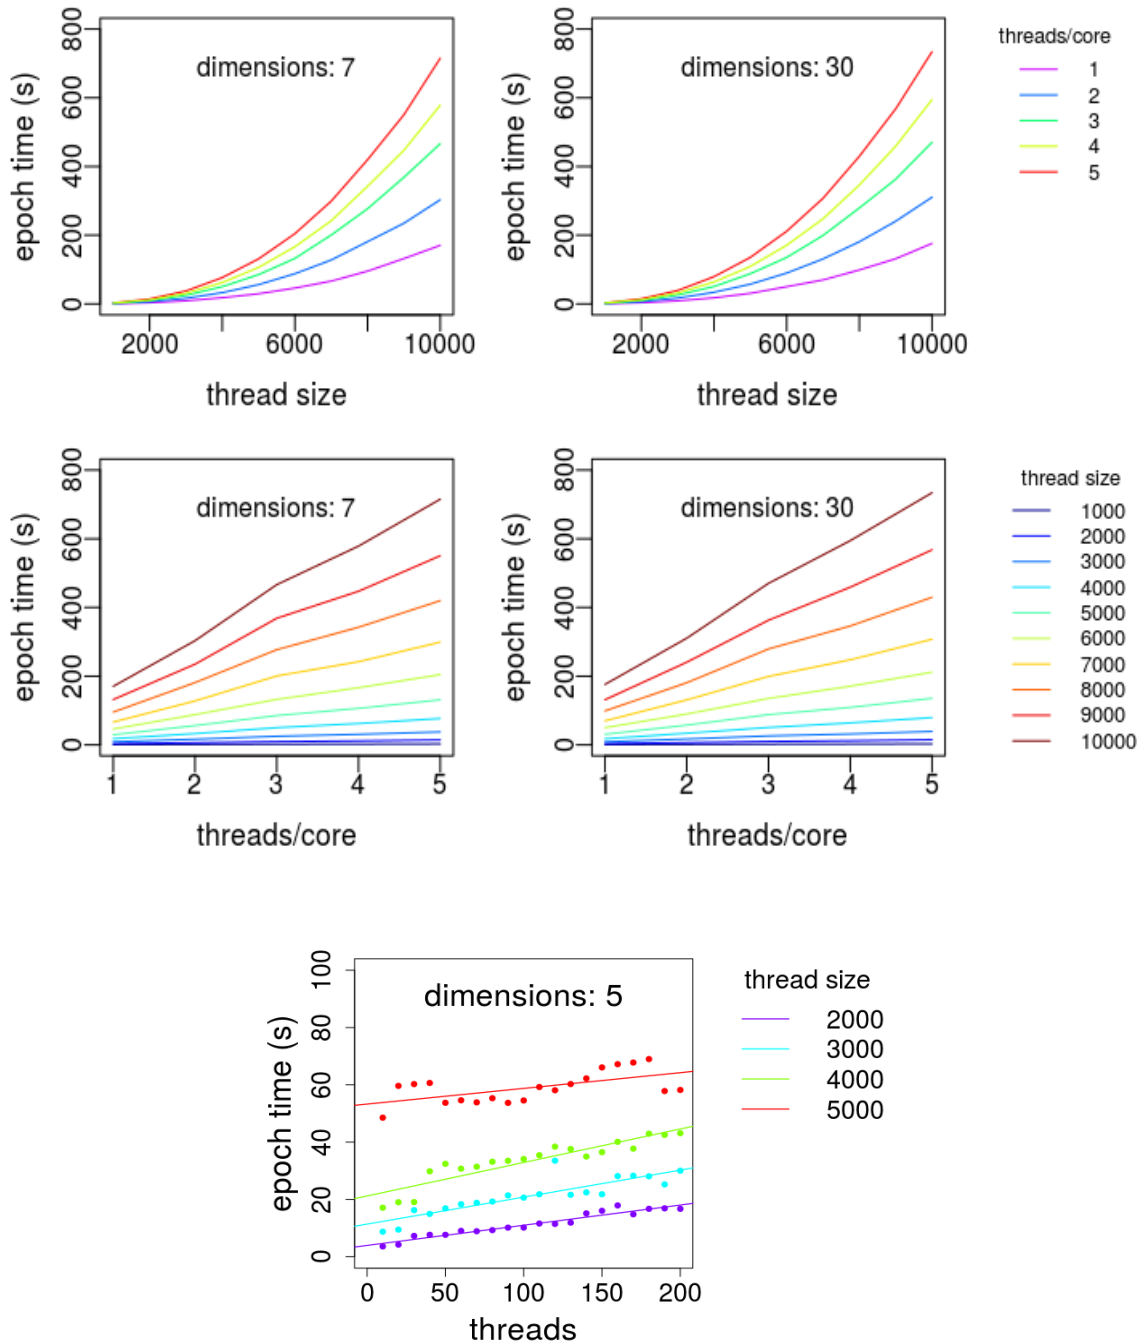 dimensions: 7
epoch time (s)
0 200 400 600 800
2000 6000 10000
thread size
dimensions: 30
epoch time (s)
0 200 400 600 800
2000 6000 10000
thread size
threads/core
1
2
3
4
5
dimensions: 7
epoch time (s)
0 200 400 600 800
1 2 3 4 5
threads/core
dimensions: 30
epoch time (s)
0 200 400 600 800
1 2 3 4 5
threads/core
thread size
1000
2000
3000
4000
5000
6000
7000
8000
9000
10000
dimensions: 5
epoch time (s)
0 20 40 60 80 100
0 50 100 150 200
threads
thread size
2000
3000
4000
5000